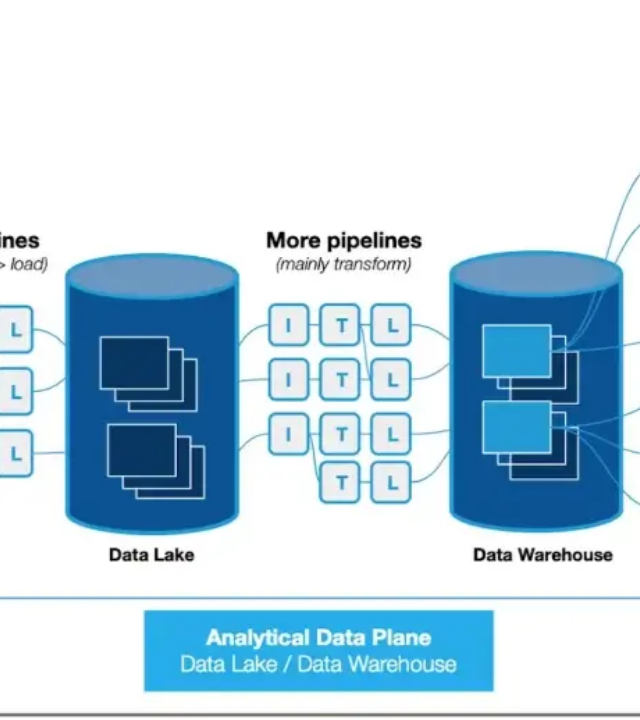 ines
> load)
L
L
L
Data Lake
More pipelines
(mainly transform)
I T L
I T L
I T L
T L
Data Warehouse
Analytical Data Plane
Data Lake / Data Warehouse